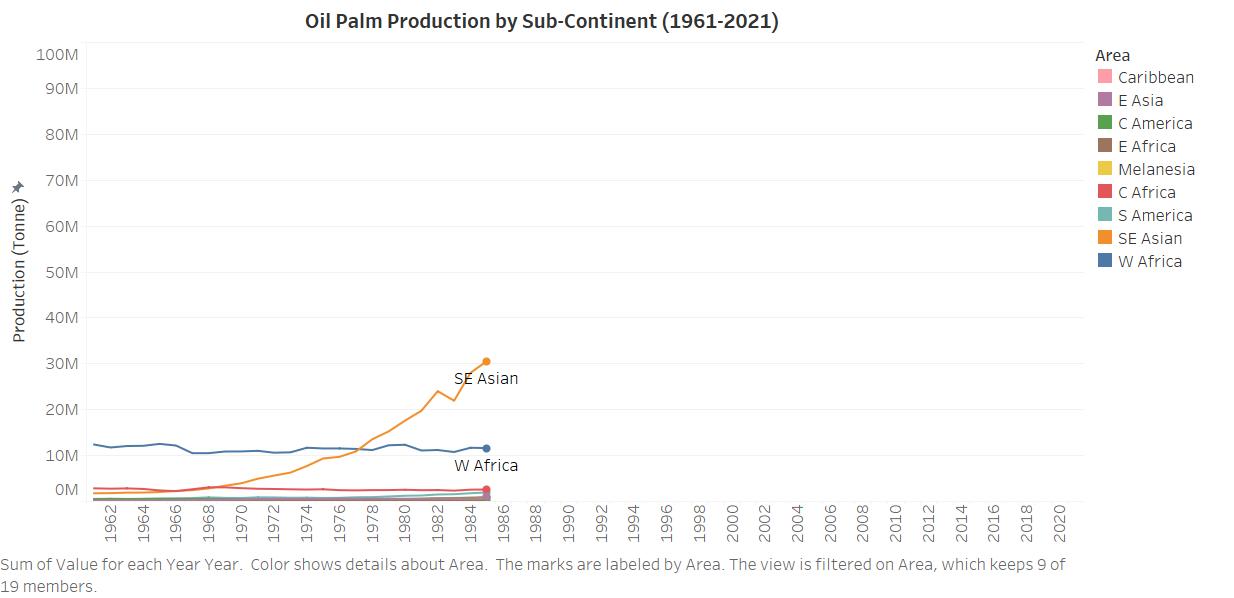 Oil Palm Production by Sub-Continent (1961-2021)
Production (Tonne)
100M
90M
80M
70M
60M
50M
40M
30M
20M
10M
0M
SE Asian
W Africa
1962
1964
1966
1968
1970
1972
1974
1976
1978
1980
1982
1984
1986
1988
1990
1992
1994
1996
1998
2000
2002
2004
2006
2008
2010
2012
2014
2016
2018
2020
Area
Caribbean
E Asia
C America
E Africa
Melanesia
C Africa
S America
SE Asian
W Africa
Sum of Value for each Year Year. Color shows details about Area. The marks are labeled by Area. The view is filtered on Area, which keeps 9 of
19 members.